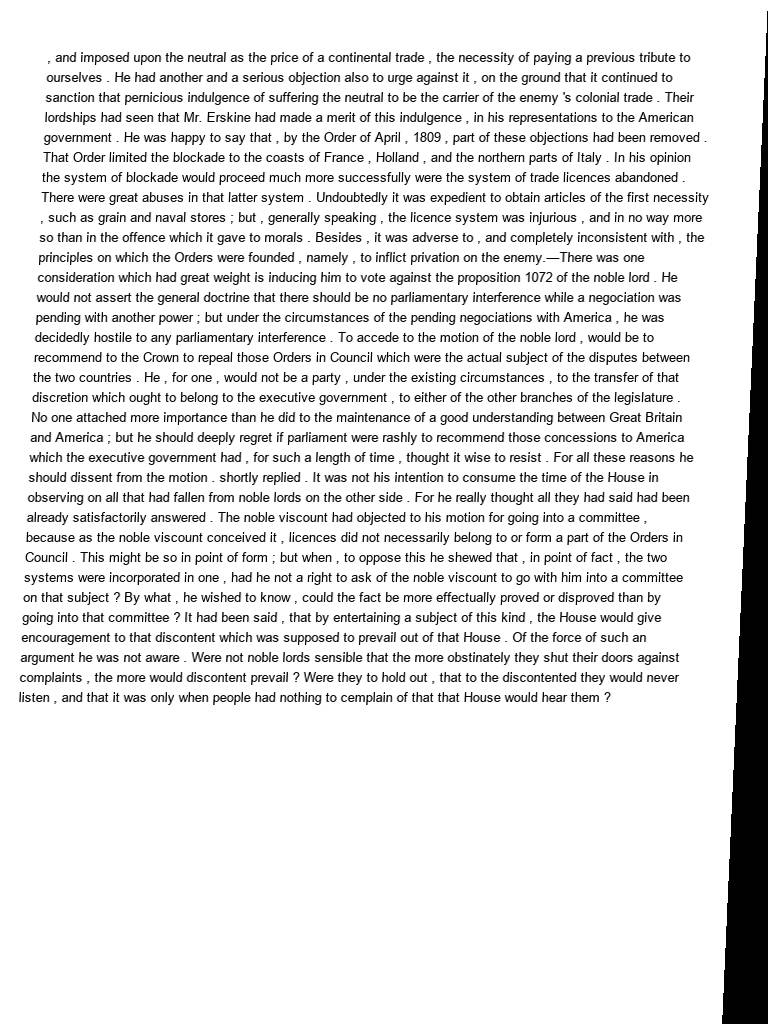 , and imposed upon the neutral as the price of a continental trade , the necessity of paying a previous tribute to
ourselves . He had another and a serious objection also to urge against it , on the ground that it continued to
sanction that pernicious indulgence of suffering the neutral to be the carrier of the enemy 's colonial trade . Their
lordships had seen that Mr. Erskine had made a merit of this indulgence , in his representations to the American
government . He was happy to say that , by the Order of April , 1809 , part of these objections had been removed .
That Order limited the blockade to the coasts of France , Holland , and the northern parts of Italy . In his opinion
the system of blockade would proceed much more successfully were the system of trade licences abandoned .
There were great abuses in that latter system . Undoubtedly it was expedient to obtain articles of the first necessity
, such as grain and naval stores ; but , generally speaking , the licence system was injurious , and in no way more
so than in the offence which it gave to morals . Besides , it was adverse to , and completely inconsistent with , the
principles on which the Orders were founded , namely , to inflict privation on the enemy.—There was one
consideration which had great weight is inducing him to vote against the proposition 1072 of the noble lord . He
would not assert the general doctrine that there should be no parliamentary interference while a negociation was
pending with another power ; but under the circumstances of the pending negociations with America , he was
decidedly hostile to any parliamentary interference . To accede to the motion of the noble lord , would be to
recommend to the Crown to repeal those Orders in Council which were the actual subject of the disputes between
the two countries . He , for one , would not be a party , under the existing circumstances , to the transfer of that
discretion which ought to belong to the executive government , to either of the other branches of the legislature .
No one attached more importance than he did to the maintenance of a good understanding between Great Britain
and America ; but he should deeply regret if parliament were rashly to recommend those concessions to America
which the executive government had , for such a length of time , thought it wise to resist . For all these reasons he
should dissent from the motion . shortly replied . It was not his intention to consume the time of the House in
observing on all that had fallen from noble lords on the other side . For he really thought all they had said had been
already satisfactorily answered . The noble viscount had objected to his motion for going into a committee ,
because as the noble viscount conceived it , licences did not necessarily belong to or form a part of the Orders in
Council . This might be so in point of form ; but when , to oppose this he shewed that , in point of fact , the two
systems were incorporated in one , had he not a right to ask of the noble viscount to go with him into a committee
on that subject ? By what , he wished to know , could the fact be more effectually proved or disproved than by
going into that committee ? It had been said , that by entertaining a subject of this kind , the House would give
encouragement to that discontent which was supposed to prevail out of that House . Of the force of such an
argument he was not aware . Were not noble lords sensible that the more obstinately they shut their doors against
complaints , the more would discontent prevail ? Were they to hold out , that to the discontented they would never
listen , and that it was only when people had nothing to cemplain of that that House would hear them ?